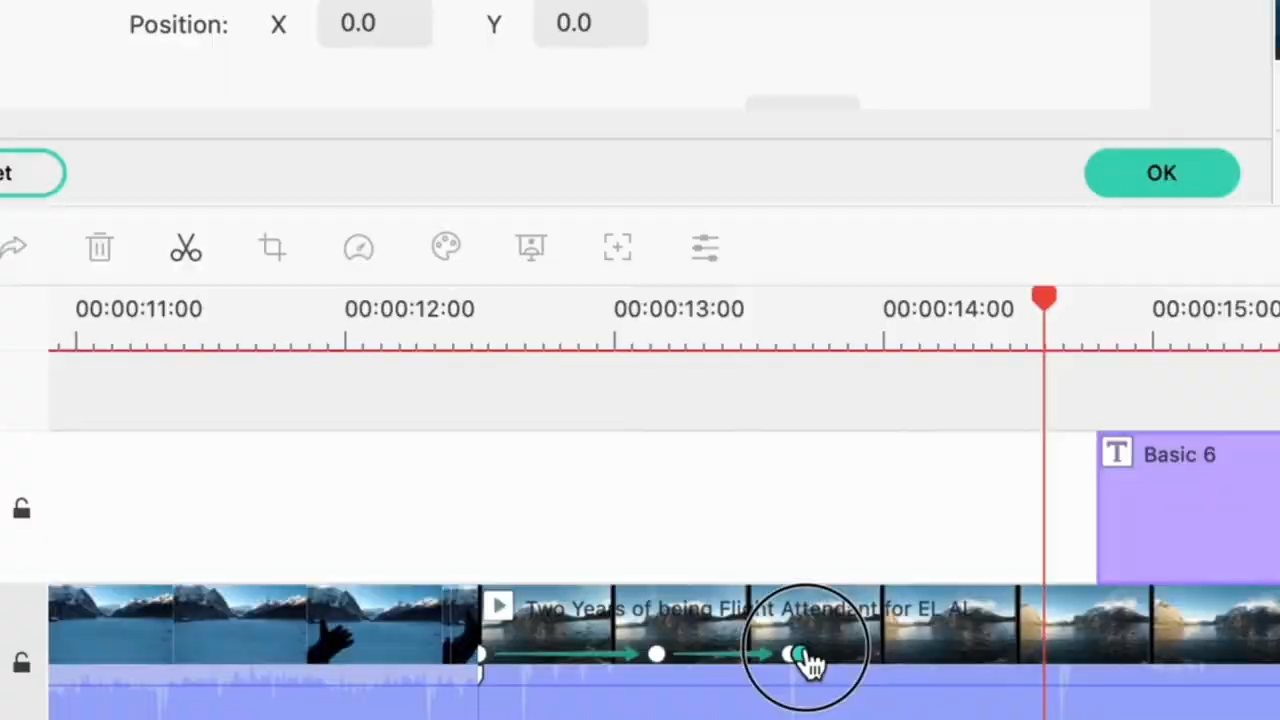 Position: X 0.0 Y 0.0
et OK
00:00:11:00 00:00:12:00 00:00:13:00 00:00:14:00 00:00:15:00
T Basic 6
Two Years of being Flight Attendant for EL AL